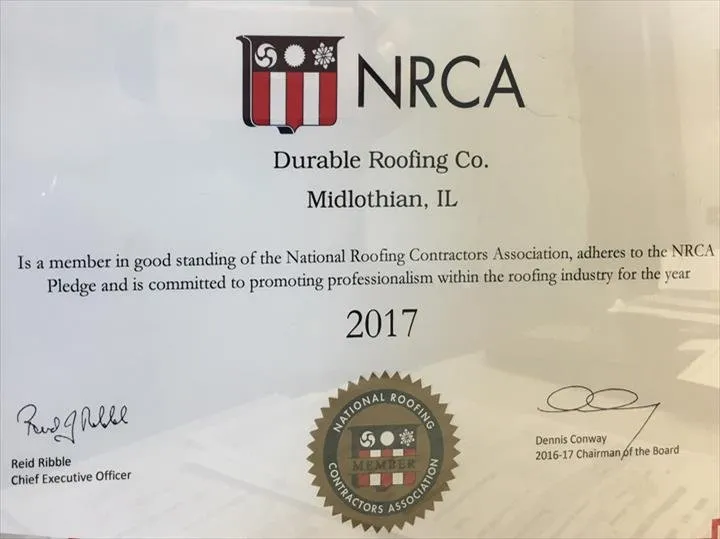 NRCA
Durable Roofing Co.
Midlothian, IL
Is a member in good standing of the National Roofing Contractors Association, adheres to the NRCA
Pledge and is committed to promoting professionalism within the roofing industry for the year
2017
Reid J Ribble
Reid Ribble
Chief Executive Officer
NATIONAL ROOFING
MEMBER
CONTRACTORS ASSOCIATION
Dennis Conway
2016-17 Chairman of the Board